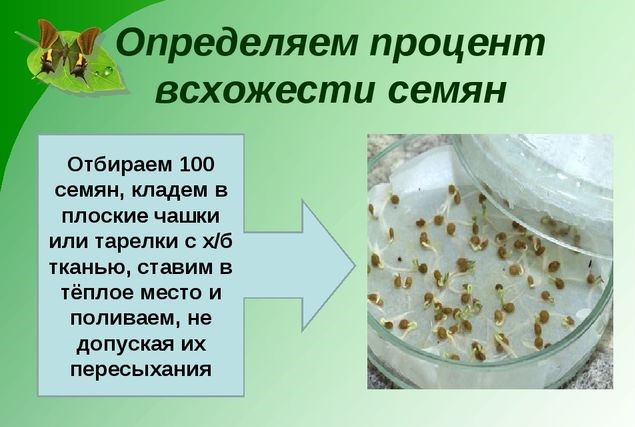 Определяем процент
всхожести семян
Отбираем 100
семян, кладем в
плоские чашки
или тарелки с х/б
тканью, ставим в
тёплое место и
поливаем, не
допуская их
пересыхания